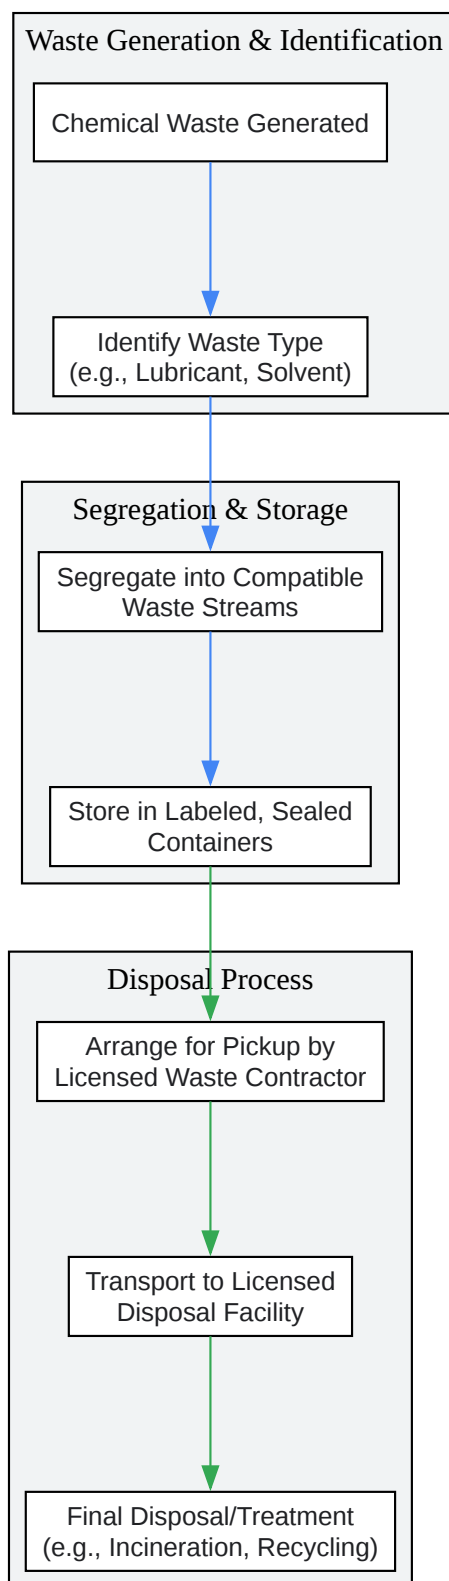 Waste Generation & Identification
Chemical Waste Generated
Identify Waste Type
(e.g., Lubricant, Solvent)
Segregation & Storage
Segregate into Compatible
Waste Streams
Store in Labeled, Sealed
Containers
Disposal Process
Arrange for Pickup by
Licensed Waste Contractor
Transport to Licensed
Disposal Facility
Final Disposal/Treatment
(e.g., Incineration, Recycling)